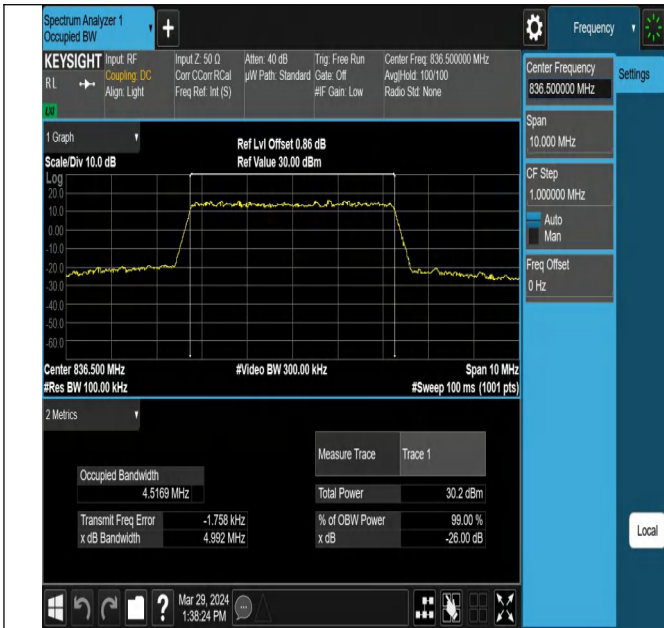 Spectrum Analyzer 1
Occupied BW
+
Frequency
KEYSIGHT
RL
LXI
Input: RF
Coupling: DC
Align: Light
Input Z: 50 Ω
Corr CCorr RCal
Freq Ref: Int (S)
Atten: 40 dB
µW Path: Standard
Trig: Free Run
Gate: Off
#IF Gain: Low
Center Freq: 836.500000 MHz
Avg|Hold: 100/100
Radio Std: None
1 Graph
Scale/Div 10.0 dB
Ref Lvl Offset 0.86 dB
Ref Value 30.00 dBm
Log
20.0
10.0
0.00
-10.0
-20.0
-30.0
-40.0
-50.0
-60.0
Center 836.500 MHz
#Res BW 100.00 kHz
#Video BW 300.00 kHz
Span 10 MHz
#Sweep 100 ms (1001 pts)
2 Metrics
Occupied Bandwidth
4.5169 MHz
Transmit Freq Error -1.758 kHz
x dB Bandwidth 4.992 MHz
Measure Trace Trace 1
Total Power 30.2 dBm
% of OBW Power 99.00 %
x dB -26.00 dB
Center Frequency
836.500000 MHz
Settings
Span
10.000 MHz
CF Step
1.000000 MHz
Auto
Man
Freq Offset
0 Hz
Local
?
Mar 29, 2024
1:38:24 PM